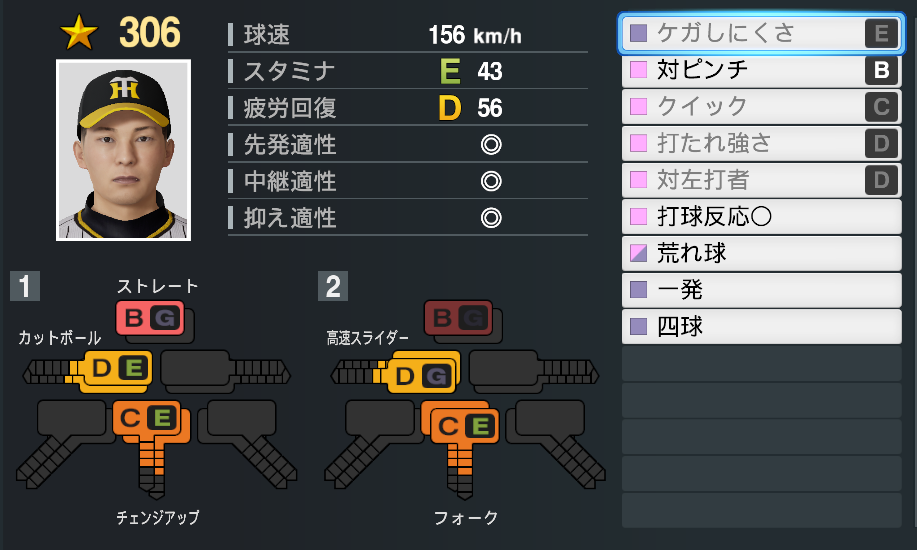 306
球速 156 km/h
スタミナ E 43
疲労回復 D 56
先発適性 ◎
中継適性 ◎
抑え適性 ◎
ケガしにくさ E
対ピンチ B
クイック C
打たれ強さ D
対左打者 D
打球反応○
荒れ球
一発
四球
1
ストレート
B G
カットボール
D E
C E
チェンジアップ
2
B G
高速スライダー
D G
C E
フォーク